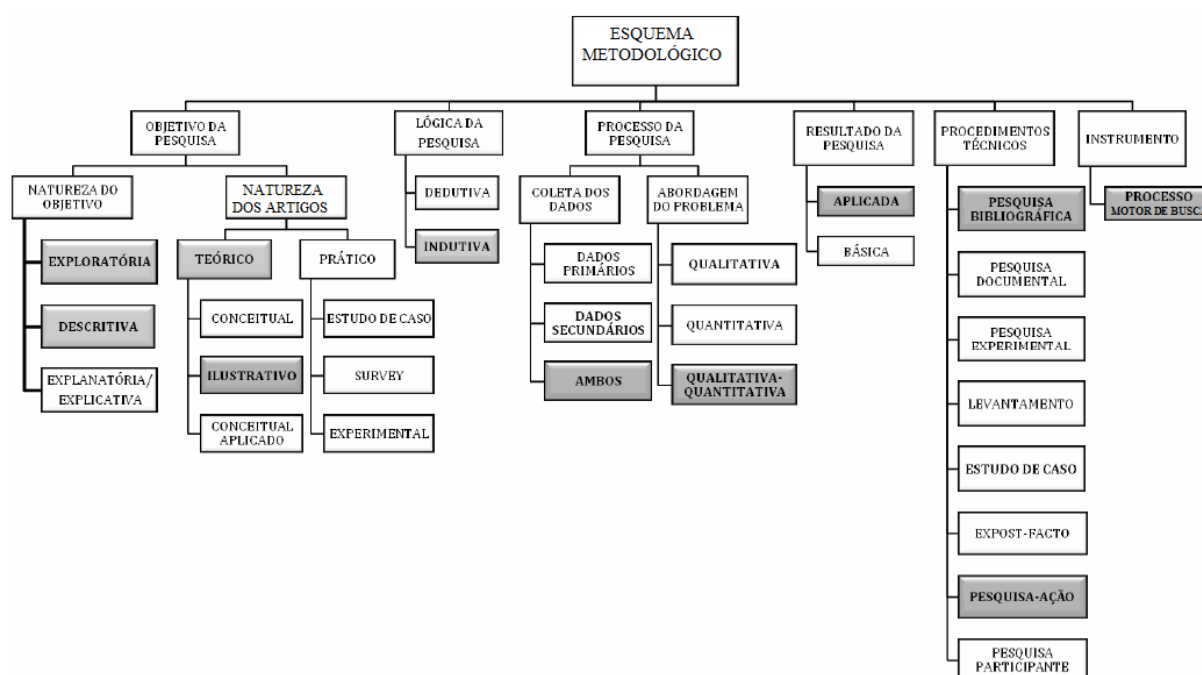 ESQUEMA
METODOLÓGICO
OBJETIVO DA
PESQUISA
NATUREZA DO
OBJETIVO
EXPLORATÓRIA
DESCRITIVA
EXPLANATÓRIA/
EXPLICATIVA
NATUREZA
DOS ARTIGOS
TEÓRICO
CONCEITUAL
ILUSTRATIVO
CONCEITUAL
APLICADO
PRÁTICO
ESTUDO DE CASO
SURVEY
EXPERIMENTAL
LÓGICA DA
PESQUISA
DEDUTIVA
INDUTIVA
PROCESSO DA
PESQUISA
COLETA DOS
DADOS
DADOS
PRIMÁRIOS
DADOS
SECUNDÁRIOS
AMBOS
ABORDAGEM
DO PROBLEMA
QUALITATIVA
QUANTITATIVA
QUALITATIVA-
QUANTITATIVA
RESULTADO DA
PESQUISA
APLICADA
BÁSICA
PROCEDIMENTOS
TÉCNICOS
PESQUISA
BIBLIOGRÁFICA
PESQUISA
DOCUMENTAL
PESQUISA
EXPERIMENTAL
LEVANTAMENTO
ESTUDO DE CASO
EXPOST-FACTO
PESQUISA-AÇÃO
PESQUISA
PARTICIPANTE
INSTRUMENTO
PROCESSO
MOTOR DE BUSCA